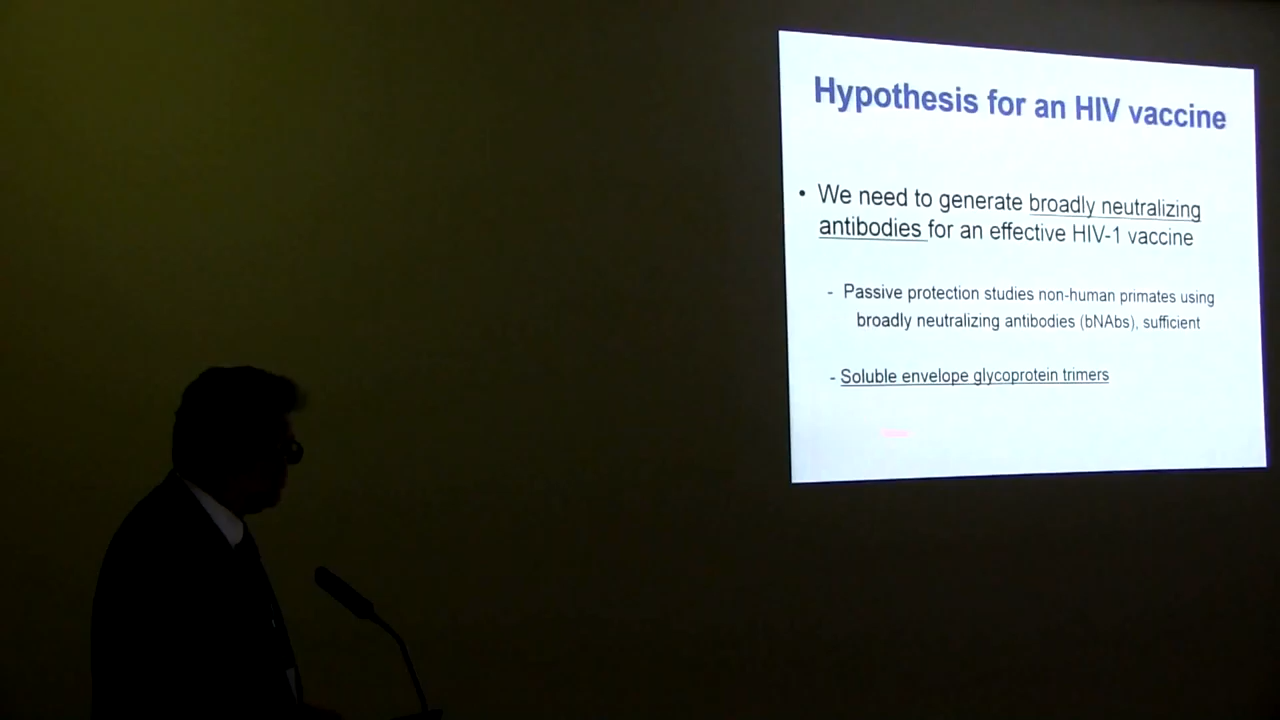 Hypothesis for an HIV vaccine
• We need to generate broadly neutralizing
antibodies for an effective HIV-1 vaccine
- Passive protection studies non-human primates using
broadly neutralizing antibodies (bNAbs), sufficient
- Soluble envelope glycoprotein trimers